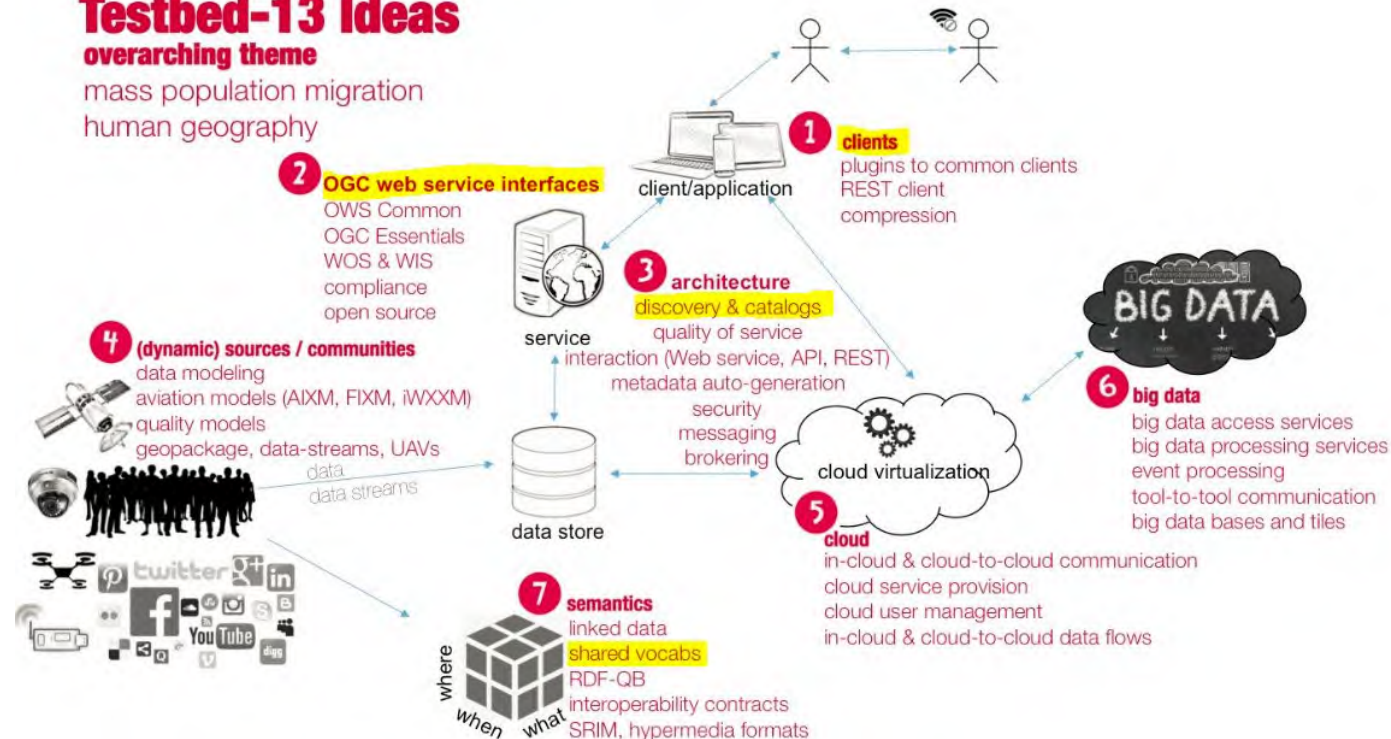 Testbed-13 Ideas
overarching theme
mass population migration
human geography
1
clients
plugins to common clients
REST client
compression
client/application
2
OGC web service interfaces
OWS Common
OGC Essentials
WOS & WIS
compliance
open source
service
3
architecture
discovery & catalogs
quality of service
interaction (Web service, API, REST)
metadata auto-generation
security
messaging
brokering
4
(dynamic) sources / communities
data modeling
aviation models (AIXM, FIXM, iWXXM)
quality models
geopackage, data-streams, UAVs
data
data streams
data store
cloud virtualization
5
cloud
in-cloud & cloud-to-cloud communication
cloud service provision
cloud user management
in-cloud & cloud-to-cloud data flows
BIG DATA
6
big data
big data access services
big data processing services
event processing
tool-to-tool communication
big data bases and tiles
twitter
g+
in
You Tube
digg
7
semantics
linked data
shared vocabs
RDF-QB
interoperability contracts
SRIM, hypermedia formats
where
when
what